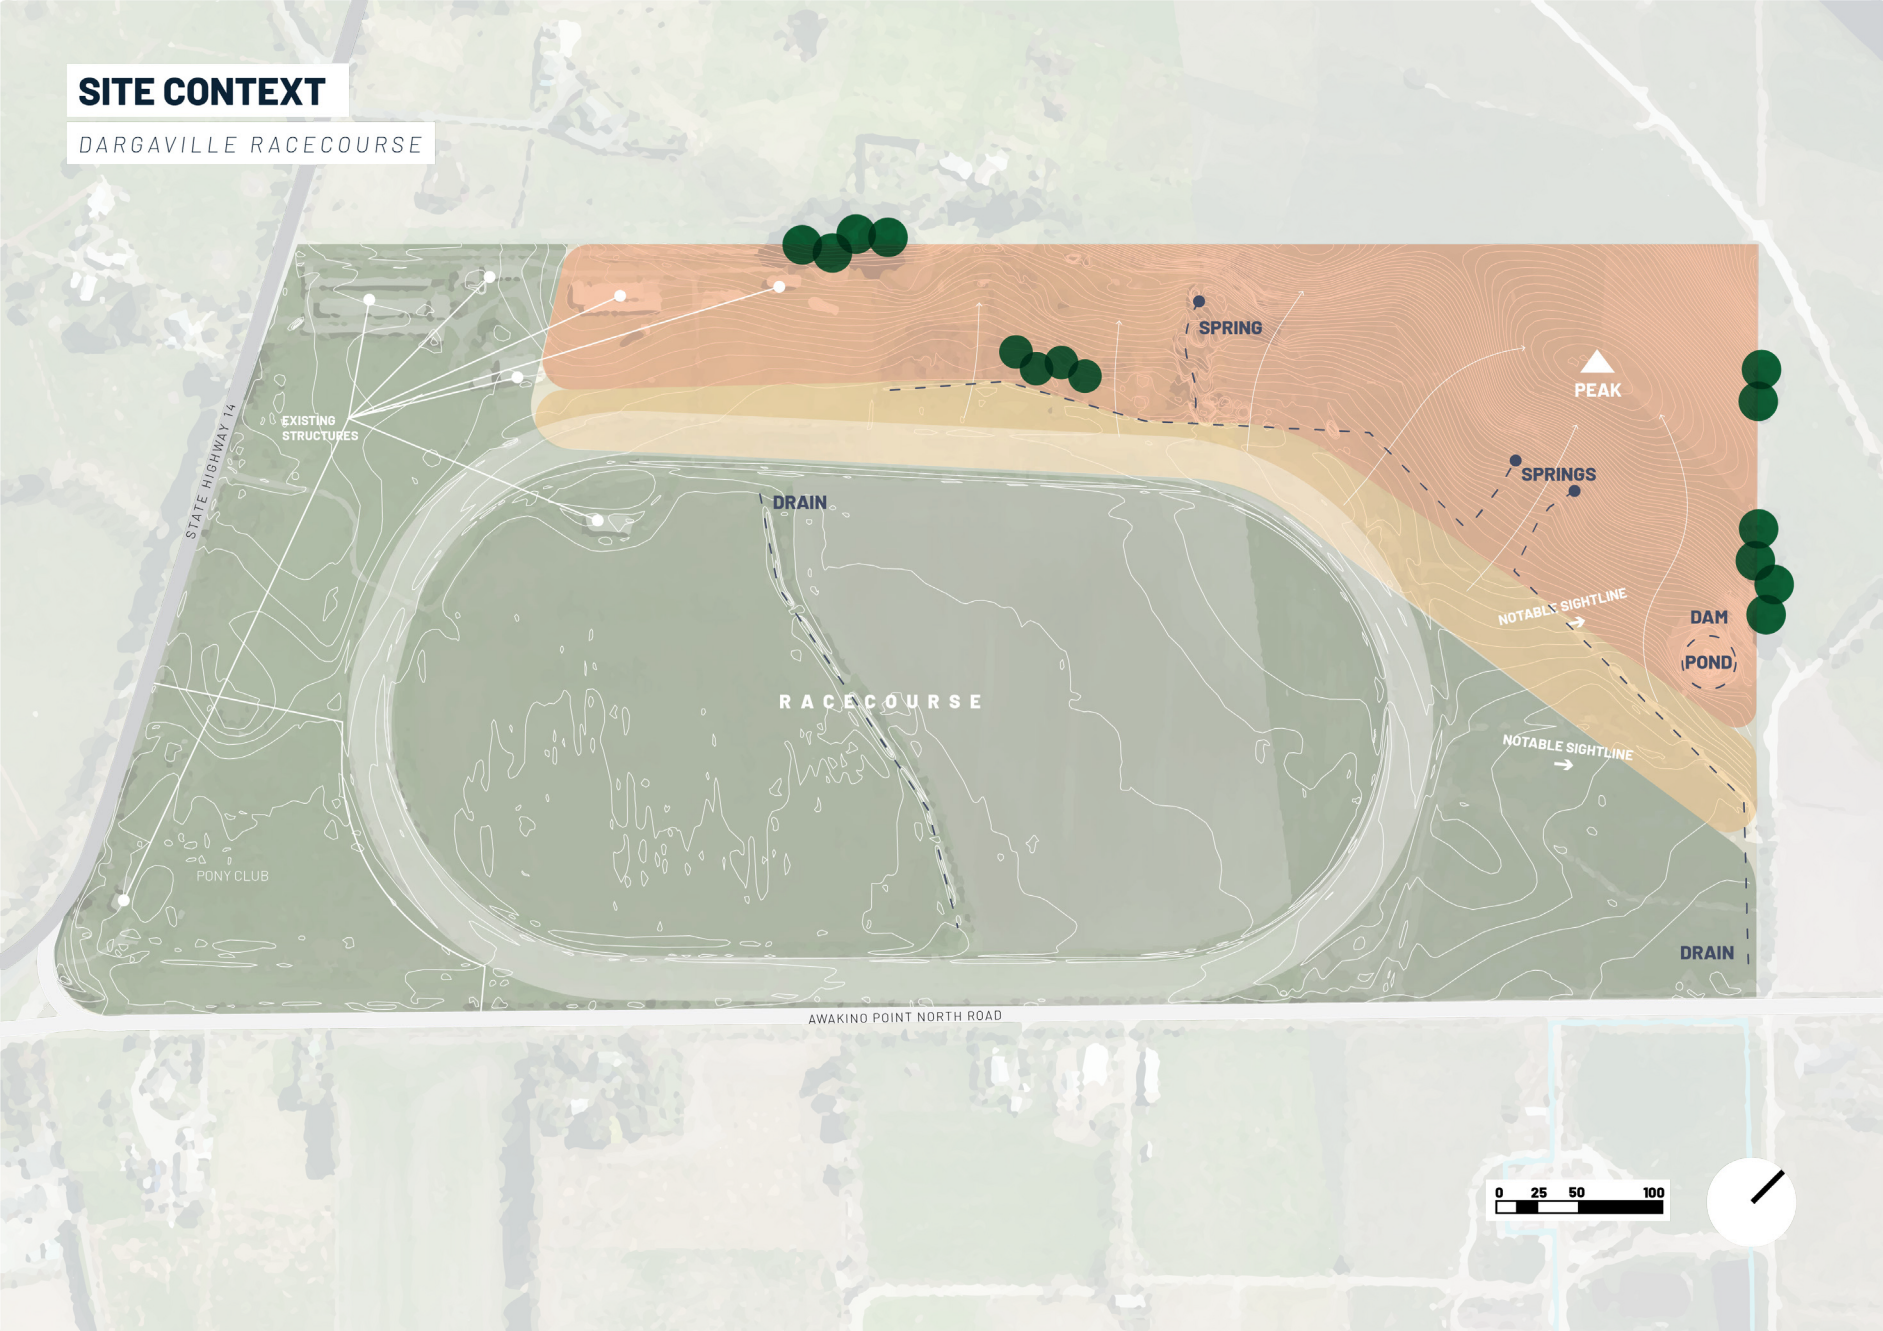 SITE CONTEXT
DARGAVILLE RACECOURSE
SPRING
PEAK
EXISTING
STRUCTURES
STATE HIGHWAY 14
SPRINGS
DRAIN
NOTABLE SIGHTLINE
DAM
POND
RACECOURSE
NOTABLE SIGHTLINE
PONY CLUB
DRAIN
AWAKINO POINT NORTH ROAD
0 25 50 100